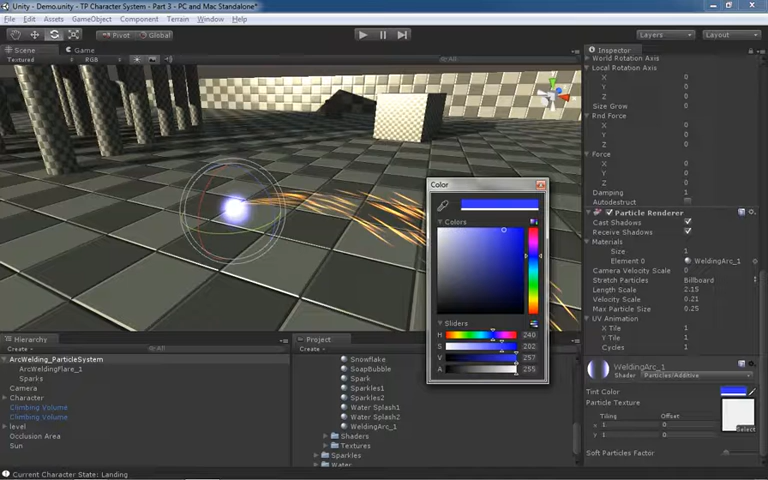 Unity - Demo.unity - TP Character System - Part 3 - PC and Mac Standalone*
File Edit Assets GameObject Component Terrain Window Help
Pivot Global Layers Layout
Scene Game
Textured RGB All
Inspector
World Rotation Axis
Local Rotation Axis
X 0
Y 0
Z 0
Size Grow 0
Rnd Force
X 0
Y 0
Z 0
Force
X 0
Y 0
Z 0
Damping 1
Autodestruct
Particle Renderer
Cast Shadows
Receive Shadows
Materials
Size 1
Element 0 WeldingArc_1
Camera Velocity Scale 0
Stretch Particles Billboard
Length Scale 2.15
Velocity Scale 0.21
Max Particle Size 0.25
UV Animation
X Tile 1
Y Tile 1
Cycles 1
WeldingArc_1
Shader Particles/Additive
Tint Color
Particle Texture
Tiling Offset
x 1 0
y 1 0
Select
Soft Particles Factor
Color
Colors
Sliders
H 240
S 202
V 257
A 255
Hierarchy
Create All
ArcWelding_ParticleSystem
ArcWeldingFlare_1
Sparks
Camera
Character
Climbing Volume
Climbing Volume
level
Occlusion Area
Sun
Project
Create
Snowflake
SoapBubble
Spark
Sparkles1
Sparkles2
Water Splash1
Water Splash2
WeldingArc_1
Shaders
Textures
Sparkles
Water
Current Character State: Landing